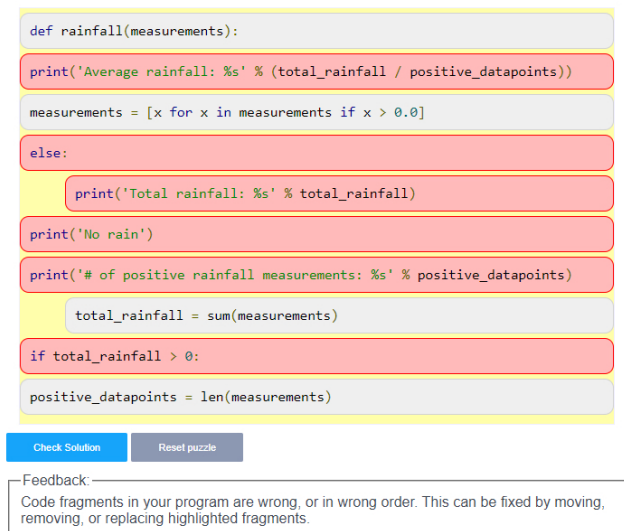 def rainfall(measurements):
print('Average rainfall: %s' % (total_rainfall / positive_datapoints))
measurements = [x for x in measurements if x > 0.0]
else:
print('Total rainfall: %s' % total_rainfall)
print('No rain')
print('# of positive rainfall measurements: %s' % positive_datapoints)
total_rainfall = sum(measurements)
if total_rainfall > 0:
positive_datapoints = len(measurements)
Check Solution Reset puzzle
Feedback:
Code fragments in your program are wrong, or in wrong order. This can be fixed by moving,
removing, or replacing highlighted fragments.